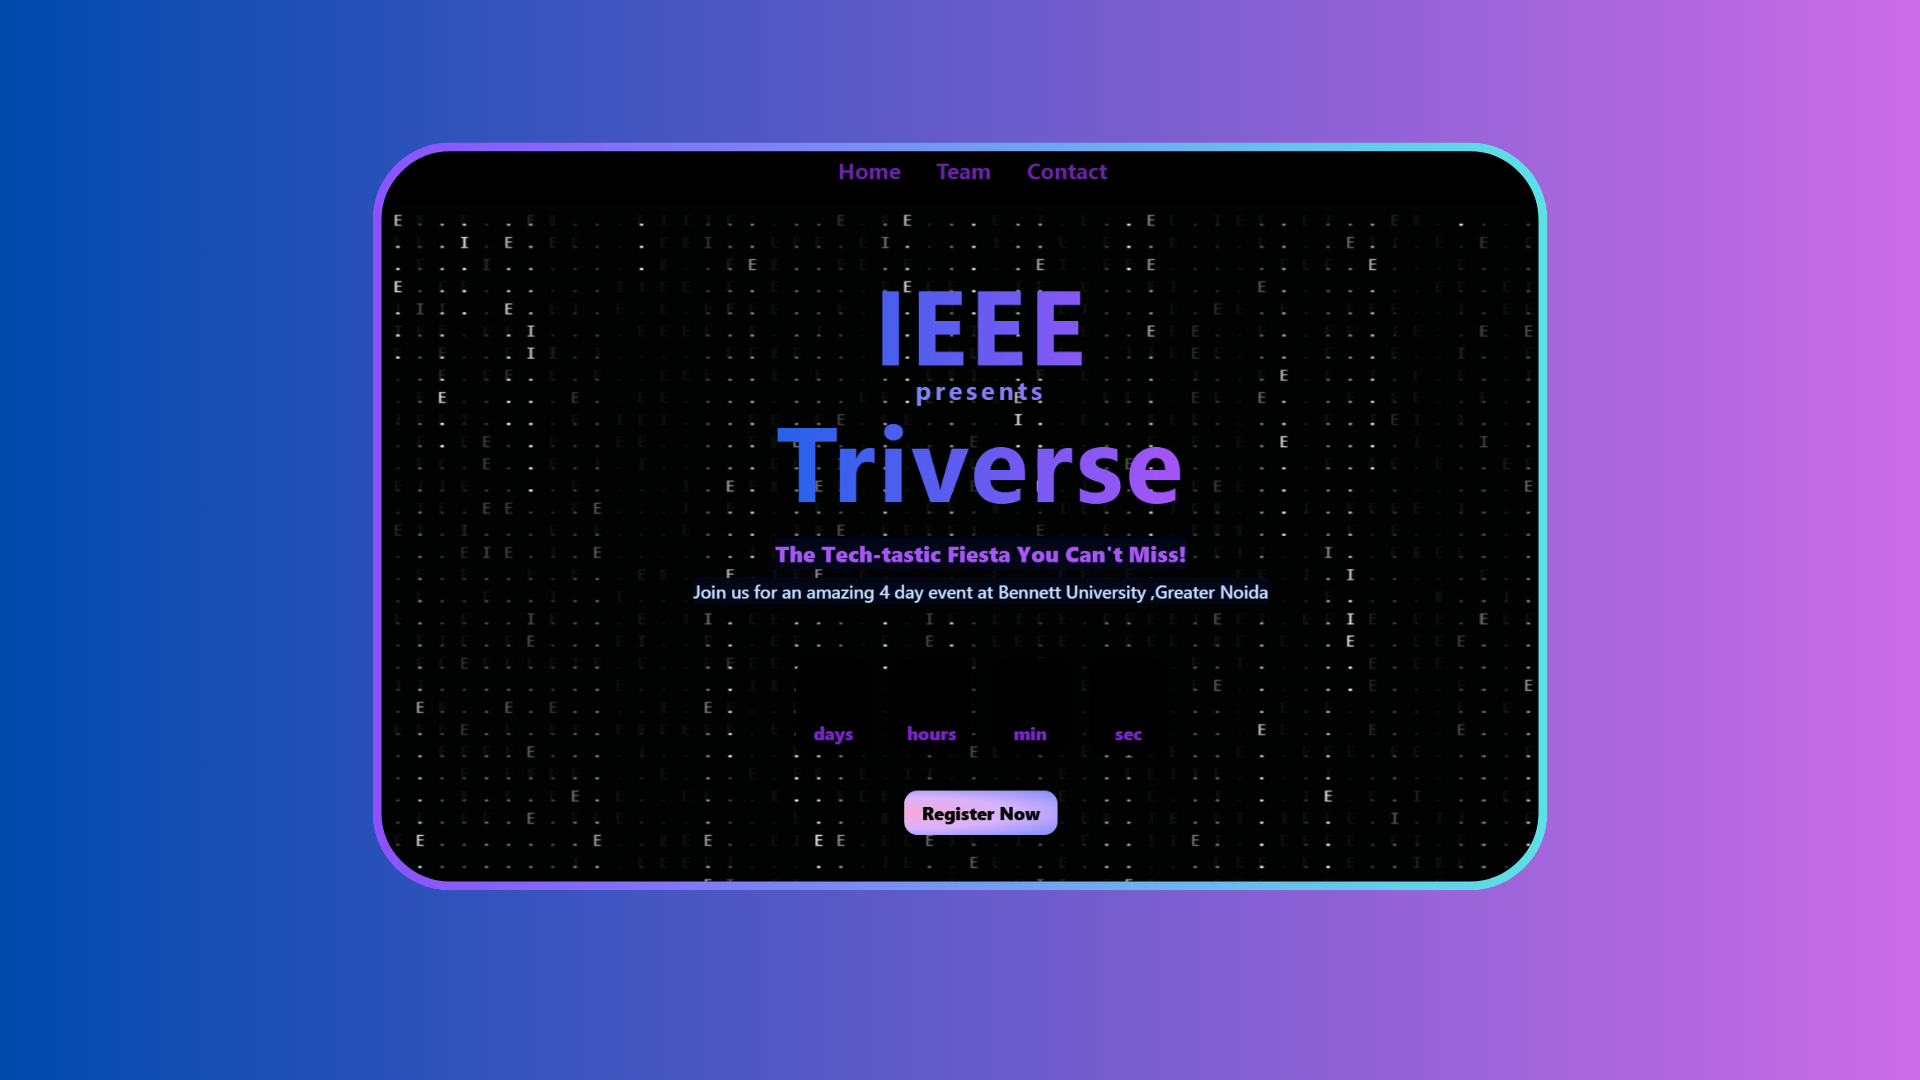 Home Team Contact
IEEE
presents
Triverse
The Tech-tastic Fiesta You Can't Miss!
Join us for an amazing 4 day event at Bennett University ,Greater Noida
days hours min sec
Register Now